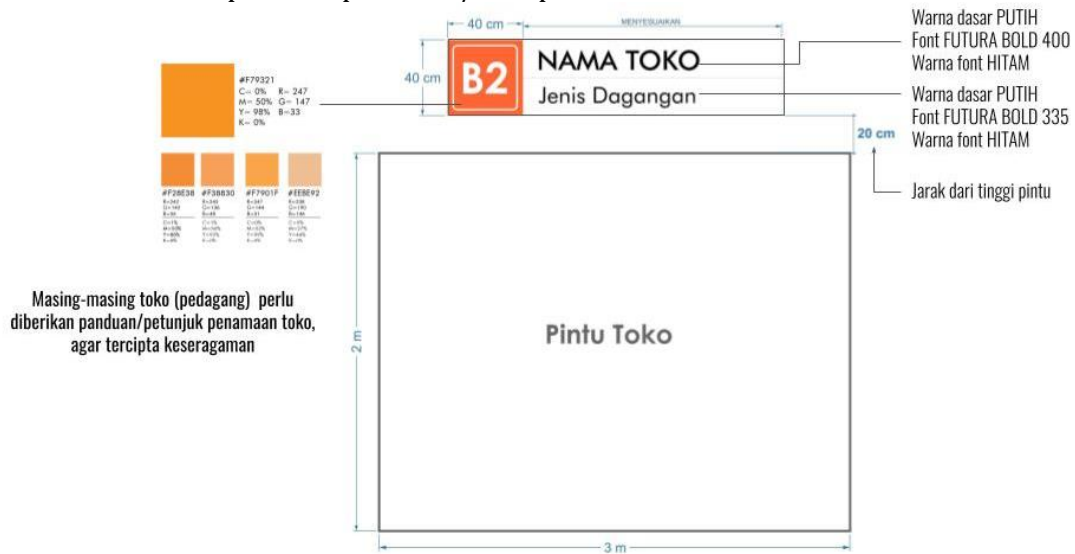 40 cm
MENYESUAIKAN
40 cm
B2
NAMA TOKO
Jenis Dagangan
Warna dasar PUTIH
Font FUTURA BOLD 400
Warna font HITAM
Warna dasar PUTIH
Font FUTURA BOLD 335
Warna font HITAM
20 cm
Jarak dari tinggi pintu
#F79321
C= 0% R= 247
M= 50% G= 147
Y= 98% B=33
K= 0%
#F28E38 #F38830 #F7901F #EEBE92
Masing-masing toko (pedagang) perlu
diberikan panduan/petunjuk penamaan toko,
agar tercipta keseragaman
Pintu Toko
2 m
3 m